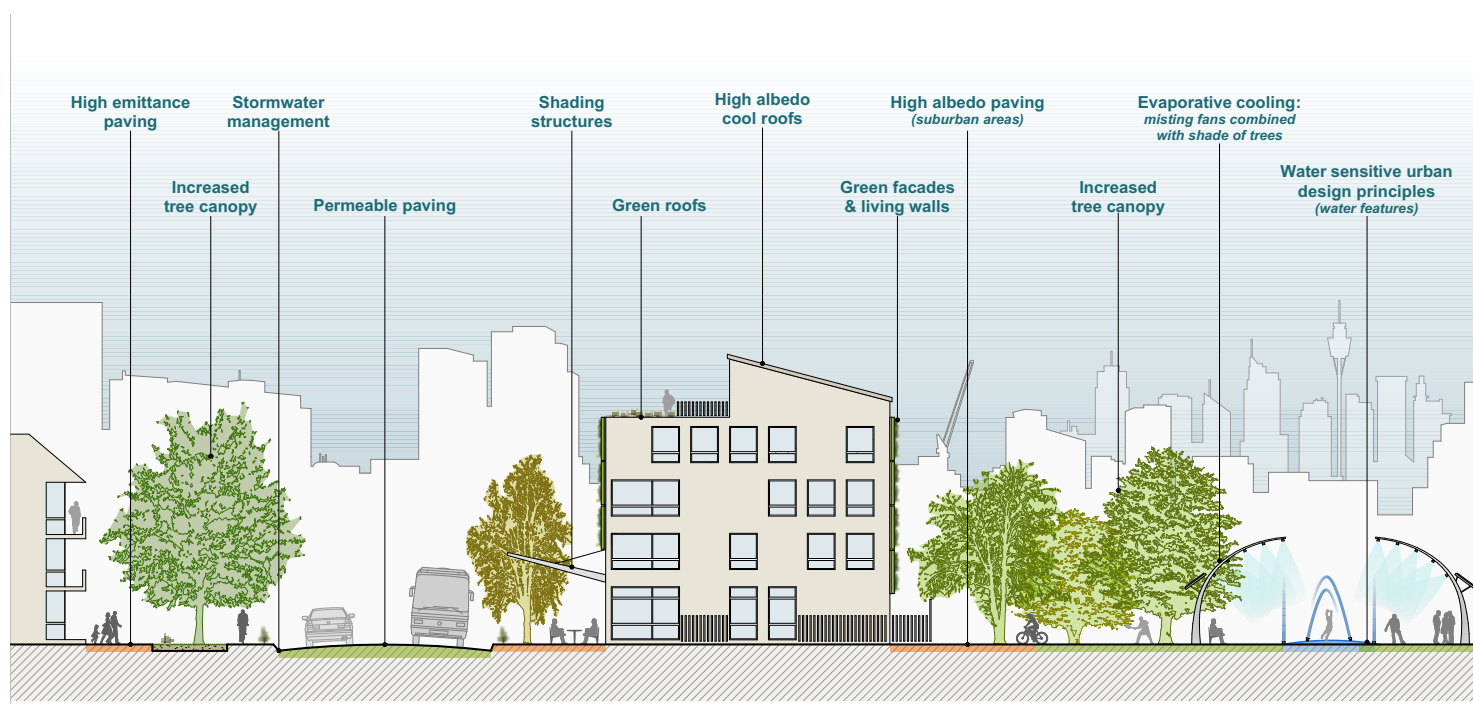 High emittance
paving
Stormwater
management
Shading
structures
High albedo
cool roofs
High albedo paving
(suburban areas)
Evaporative cooling:
misting fans combined
with shade of trees
Increased
tree canopy
Permeable paving
Green roofs
Green facades
& living walls
Increased
tree canopy
Water sensitive urban
design principles
(water features)